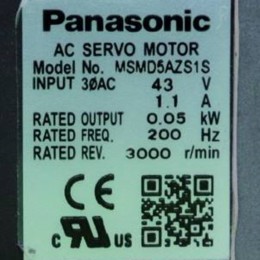 Panasonic
AC SERVO MOTOR
Model No. MSMD5AZS1S
INPUT 3ØAC 43 V
1.1 A
RATED OUTPUT 0.05 kW
RATED FREQ. 200 Hz
RATED REV. 3000 r/min
CE
c RU US